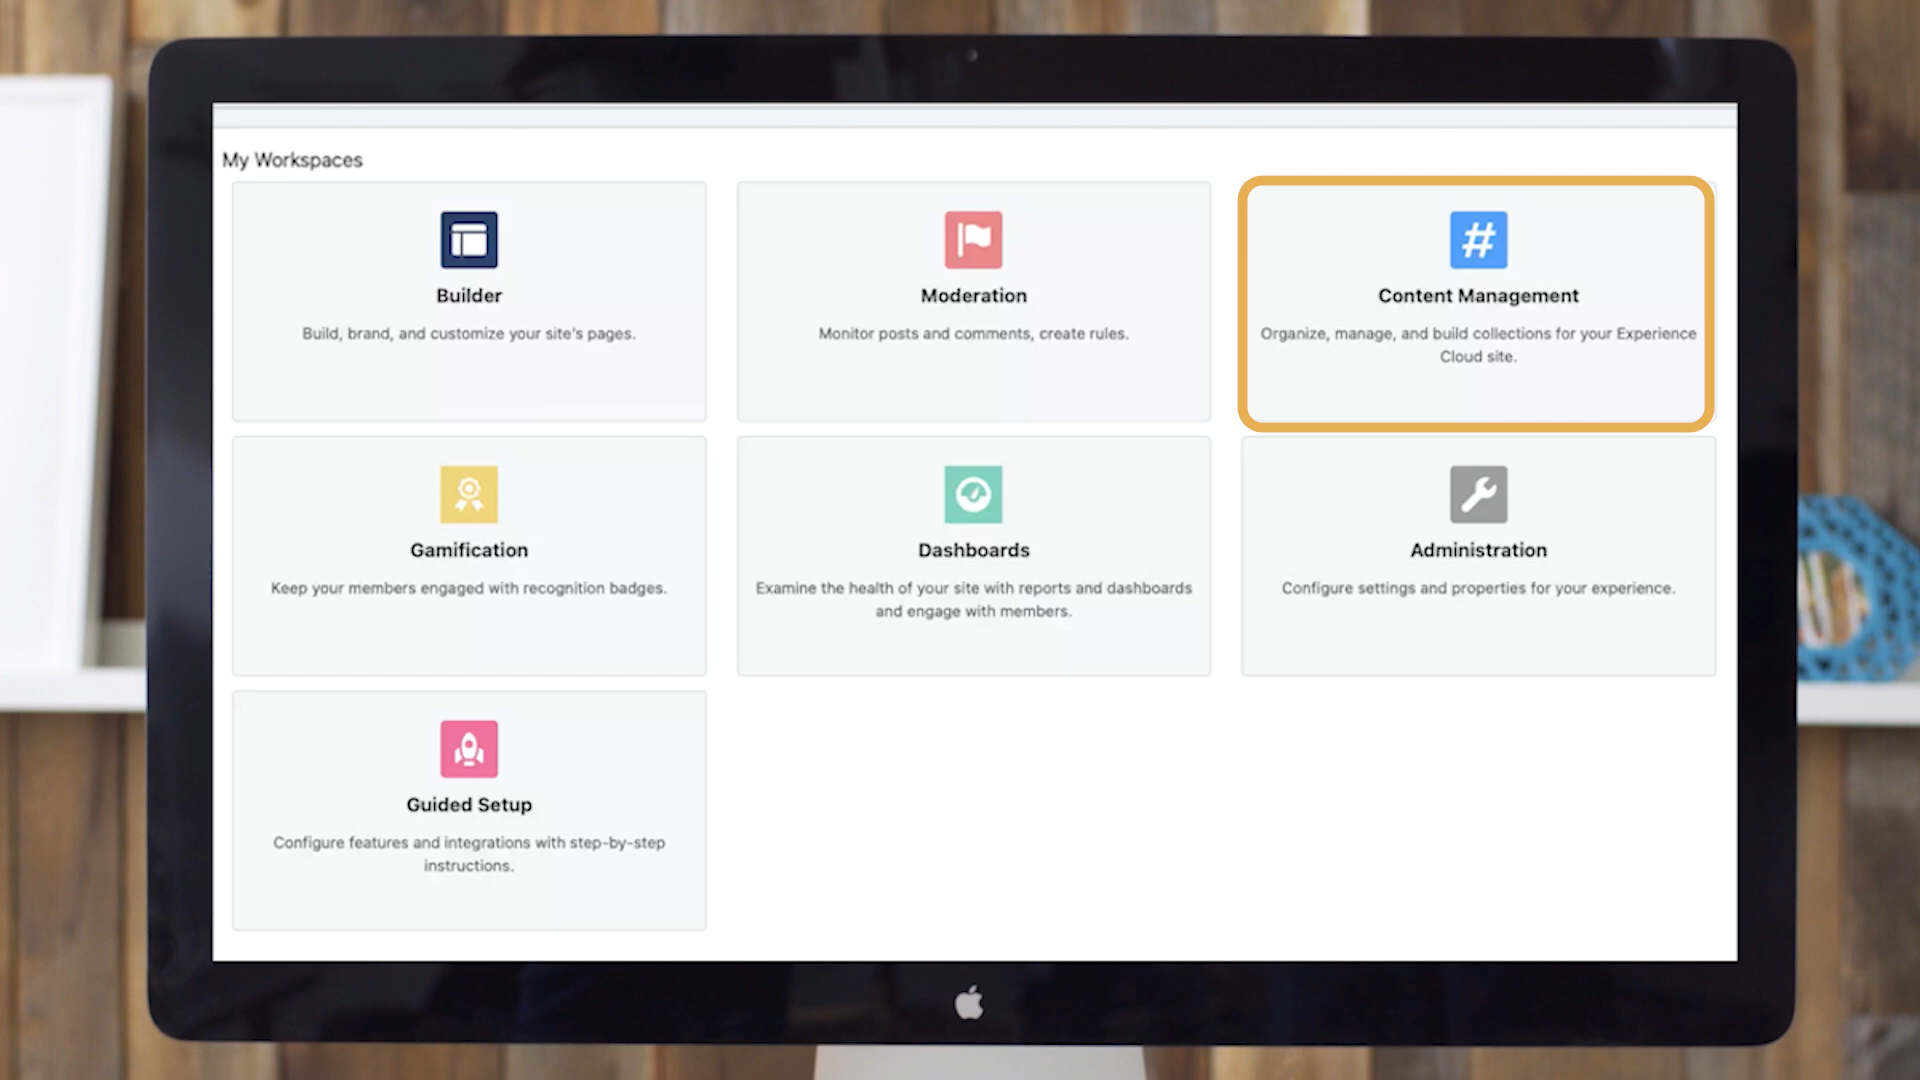 My Workspaces
Builder
Build, brand, and customize your site's pages.
Moderation
Monitor posts and comments, create rules.
#
Content Management
Organize, manage, and build collections for your Experience
Cloud site.
Gamification
Keep your members engaged with recognition badges.
Dashboards
Examine the health of your site with reports and dashboards
and engage with members.
Administration
Configure settings and properties for your experience.
Guided Setup
Configure features and integrations with step-by-step
instructions.